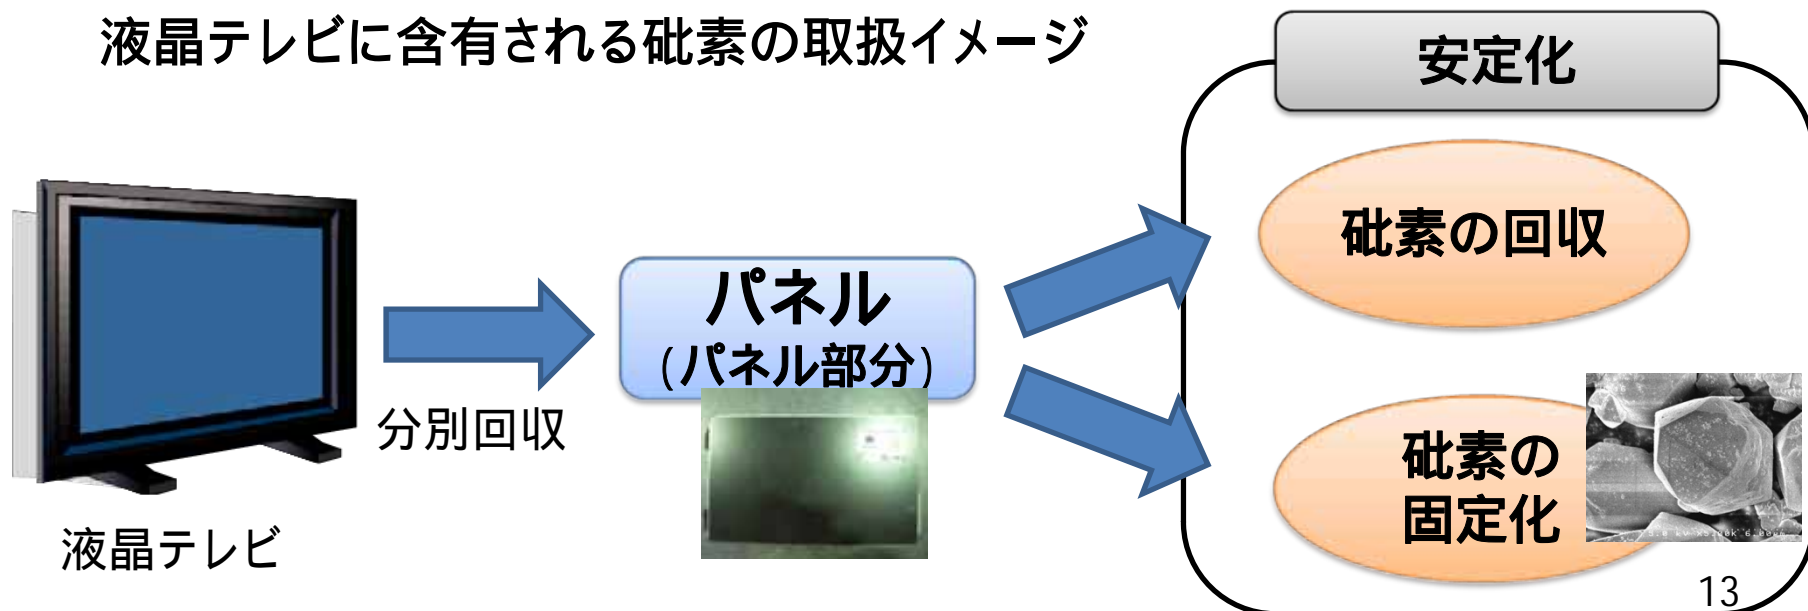 液晶テレビに含有される砒素の取扱イメージ
安定化
砒素の回収
パネル
(パネル部分)
分別回収
砒素の
固定化
液晶テレビ
13